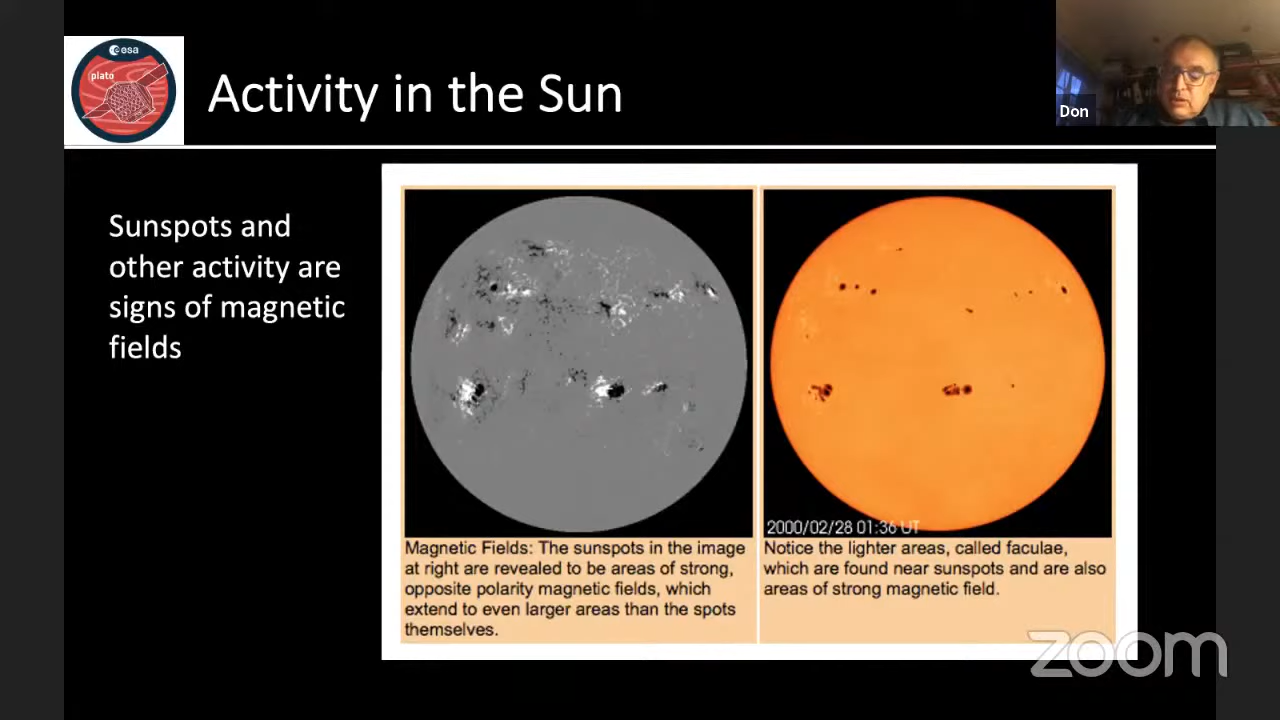 esa
plato
Activity in the Sun
Don
Sunspots and
other activity are
signs of magnetic
fields
2000/02/28 01:36 UT
Magnetic Fields: The sunspots in the image
at right are revealed to be areas of strong,
opposite polarity magnetic fields, which
extend to even larger areas than the spots
themselves.
Notice the lighter areas, called faculae,
which are found near sunspots and are also
areas of strong magnetic field.
zoom